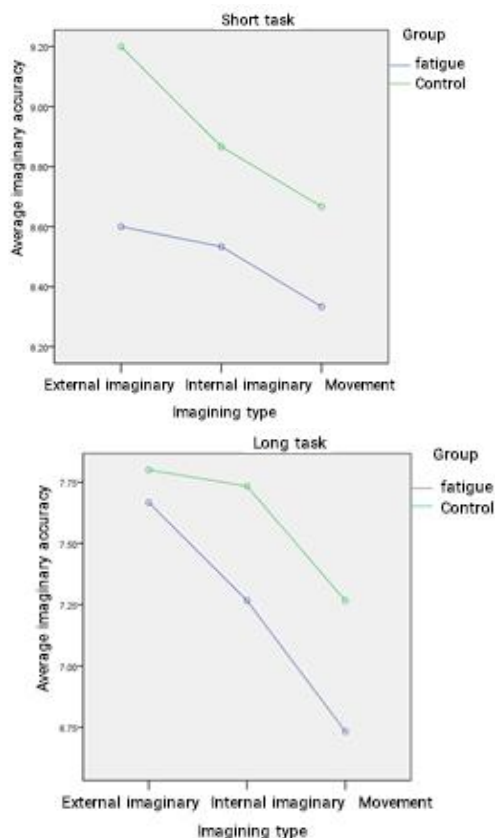 Short task
Group
fatigue
Control
Average imaginary accuracy
9.20
9.00
8.80
8.60
8.40
8.20
External imaginary Internal imaginary Movement
Imagining type
Long task
Group
fatigue
Control
Average imaginary accuracy
7.75
7.50
7.25
7.00
6.75
External imaginary Internal imaginary Movement
Imagining type